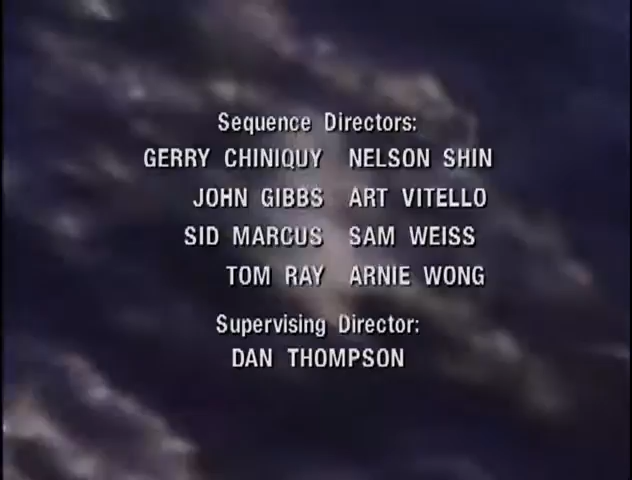 Sequence Directors:
GERRY CHINIQUY NELSON SHIN
JOHN GIBBS ART VITELLO
SID MARCUS SAM WEISS
TOM RAY ARNIE WONG
Supervising Director:
DAN THOMPSON